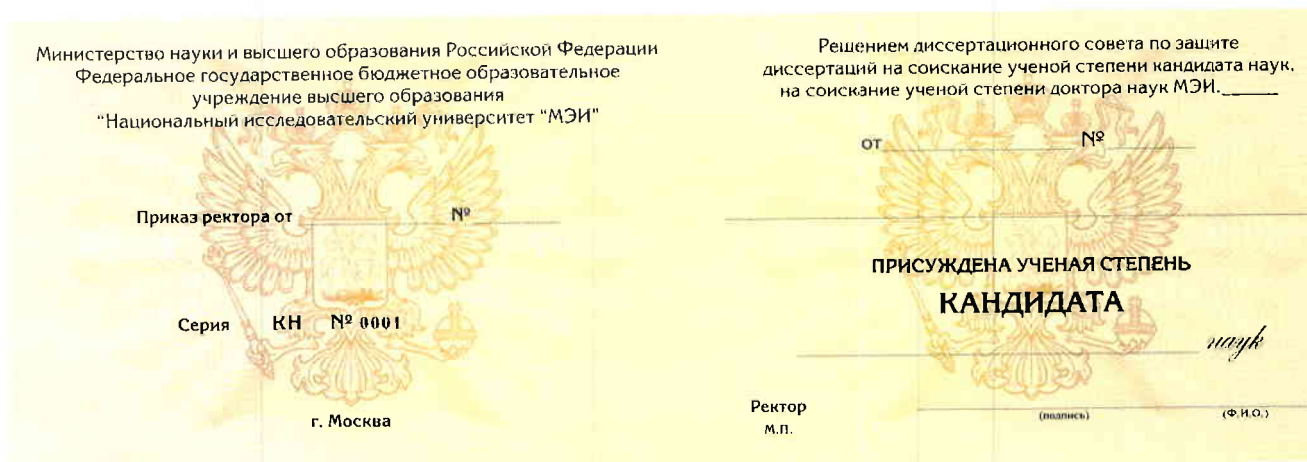 Министерство науки и высшего образования Российской Федерации
Федеральное государственное бюджетное образовательное
учреждение высшего образования
"Национальный исследовательский университет "МЭИ"
Приказ ректора от № 
Серия КН № 0001
г. Москва
Решением диссертационного совета по защите
диссертаций на соискание ученой степени кандидата наук,
на соискание ученой степени доктора наук МЭИ.______
от № 
ПРИСУЖДЕНА УЧЕНАЯ СТЕПЕНЬ
КАНДИДАТА
наук
Ректор
(подпись) (Ф.И.О.)
М.П.